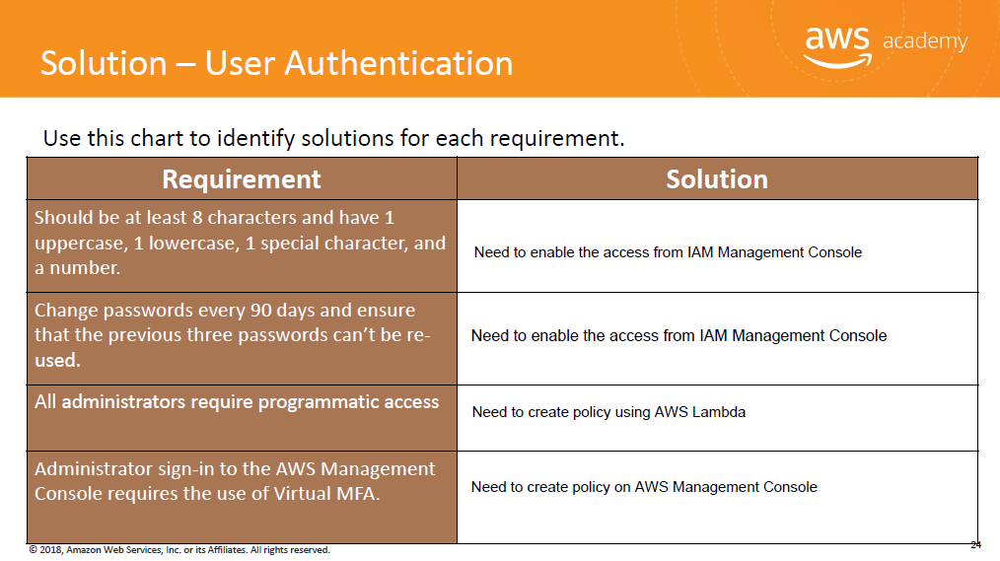 Solution – User Authentication
aws academy
Use this chart to identify solutions for each requirement.
Requirement
Solution
Should be at least 8 characters and have 1
uppercase, 1 lowercase, 1 special character, and
a number.
Need to enable the access from IAM Management Console
Change passwords every 90 days and ensure
that the previous three passwords can’t be re-
used.
Need to enable the access from IAM Management Console
All administrators require programmatic access
Need to create policy using AWS Lambda
Administrator sign-in to the AWS Management
Console requires the use of Virtual MFA.
Need to create policy on AWS Management Console
© 2018, Amazon Web Services, Inc. or its Affiliates. All rights reserved.
24